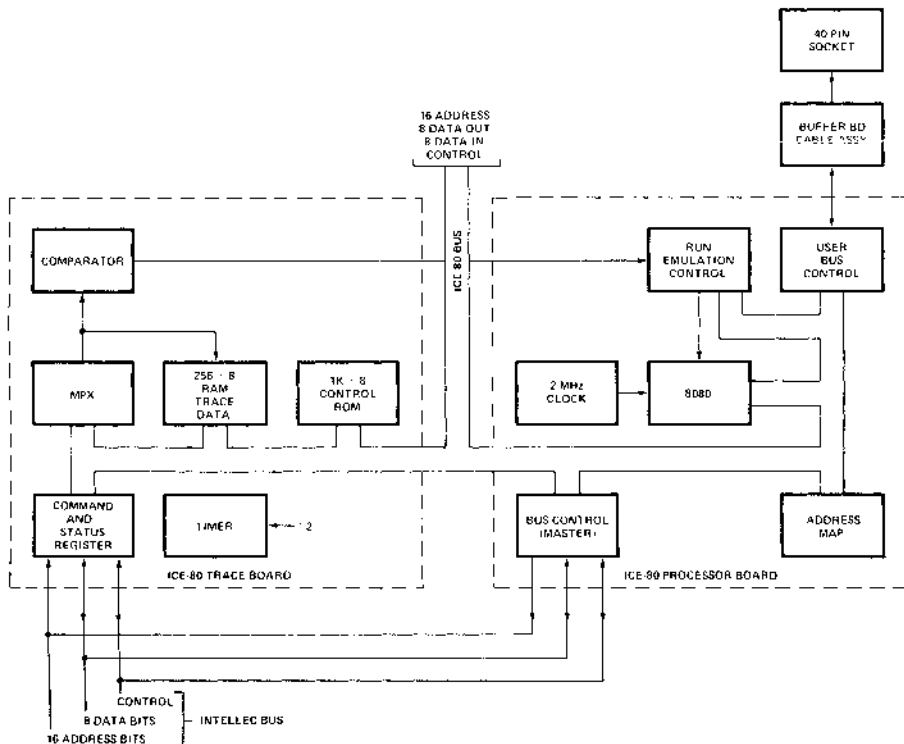 40 PIN
SOCKET
BUFFER BD
CABLE ASSY
16 ADDRESS
8 DATA OUT
8 DATA IN
CONTROL
ICE-80 BUS
COMPARATOR
RUN
EMULATION
CONTROL
USER
BUS
CONTROL
MPX
256 × 8
RAM
TRACE
DATA
1K × 8
CONTROL
ROM
2 MHz
CLOCK
8080
COMMAND
AND
STATUS
REGISTER
TIMER
BUS CONTROL
(MASTER)
ADDRESS
MAP
ICE-80 TRACE BOARD
ICE-80 PROCESSOR BOARD
CONTROL
8 DATA BITS
16 ADDRESS BITS
INTELLEC BUS